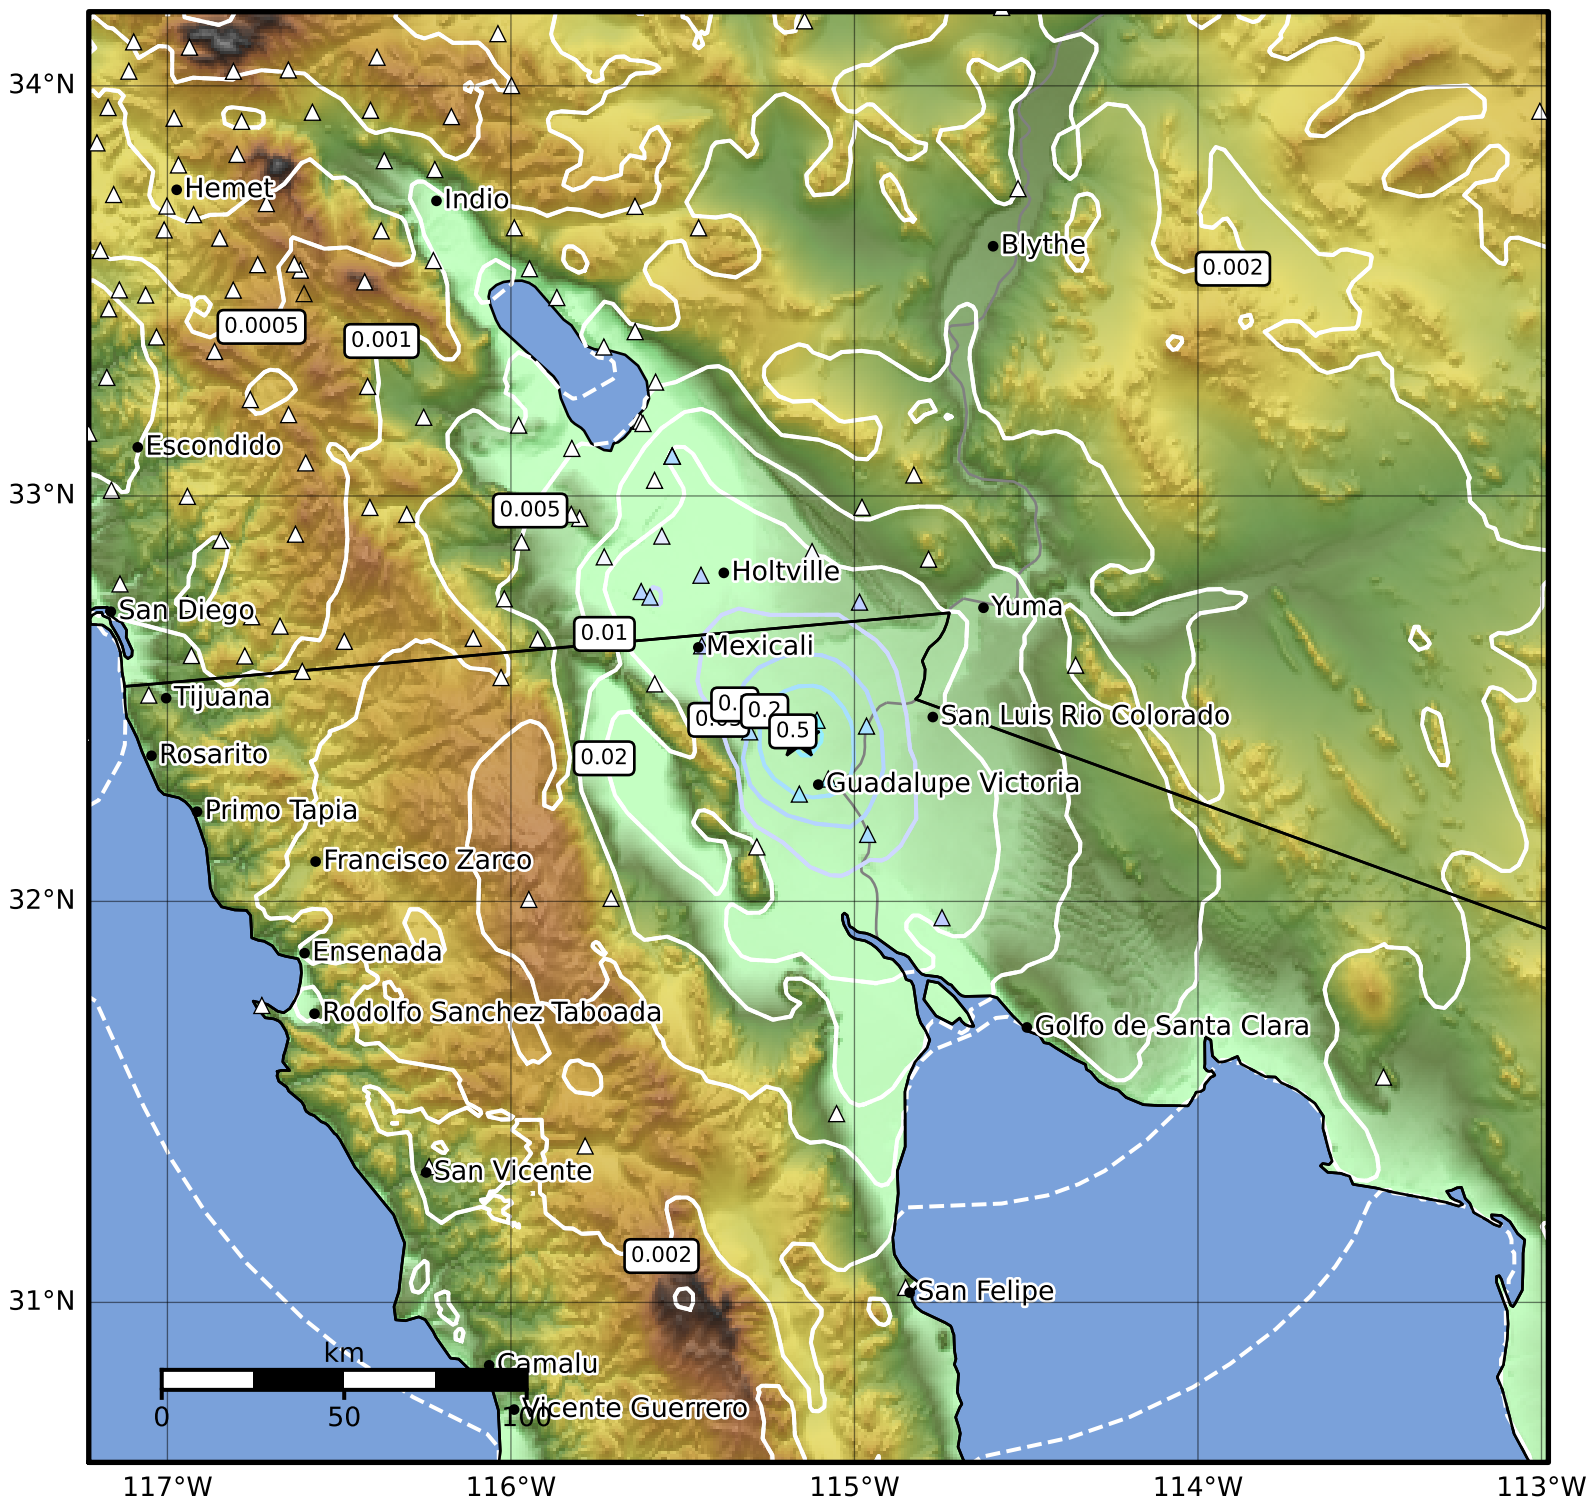 34°N
Hemet
Indio
Blythe
0.002
0.0005
0.001
Escondido
33°N
0.005
Holtville
San Diego
Yuma
0.01
Mexicali
Tijuana
0.2
San Luis Rio Colorado
0.5
Rosarito
0.02
Guadalupe Victoria
Primo Tapia
Francisco Zarco
32°N
Ensenada
Rodolfo Sanchez Taboada
Golfo de Santa Clara
San Vicente
0.002
San Felipe
31°N
km
Camalu
0 50 100
Vicente Guerrero
117°W 116°W 115°W 114°W 113°W